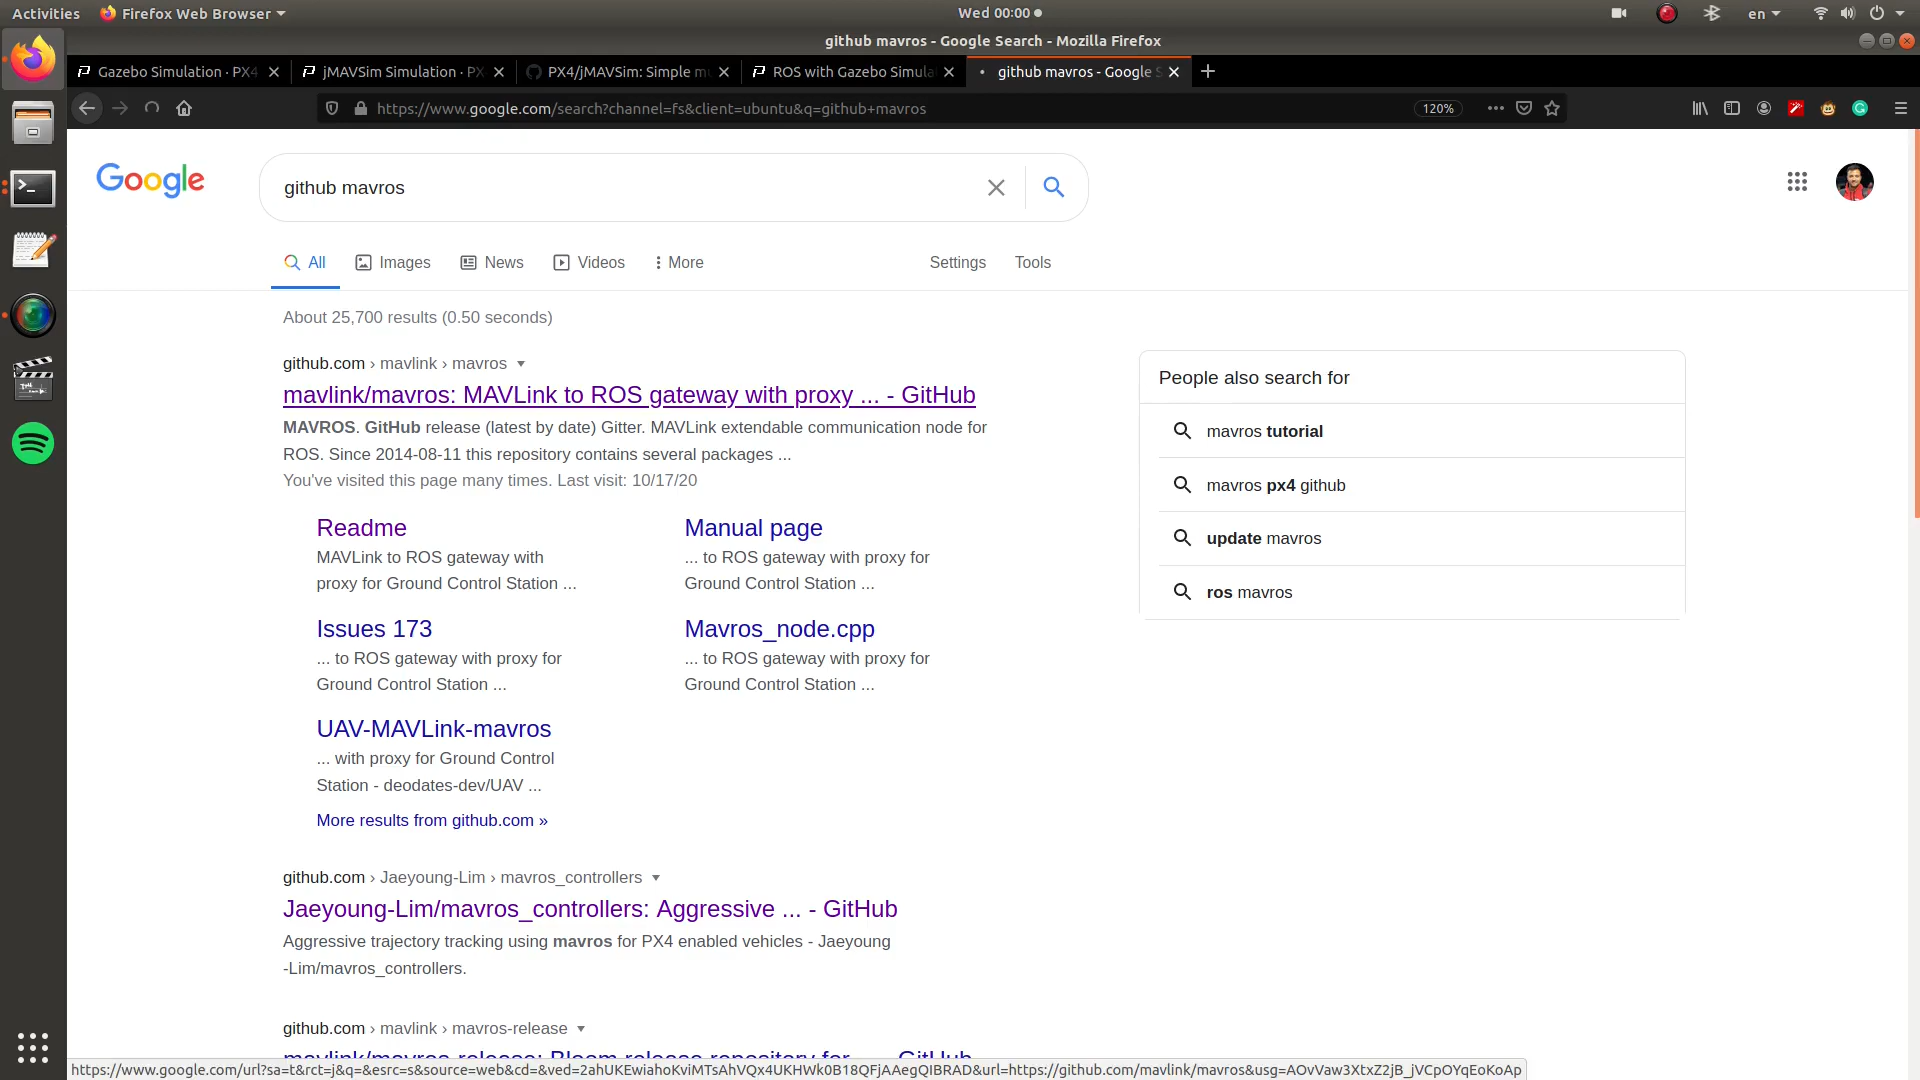 Activities
Firefox Web Browser
Wed 00:00
en
github mavros - Google Search - Mozilla Firefox
Gazebo Simulation · PX4
jMAVSim Simulation · PX
PX4/jMAVSim: Simple mu
ROS with Gazebo Simula
github mavros - Google S
https://www.google.com/search?channel=fs&client=ubuntu&q=github+mavros
120%
Google
github mavros
All
Images
News
Videos
More
Settings
Tools
About 25,700 results (0.50 seconds)
github.com › mavlink › mavros
mavlink/mavros: MAVLink to ROS gateway with proxy ... - GitHub
MAVROS. GitHub release (latest by date) Gitter. MAVLink extendable communication node for
ROS. Since 2014-08-11 this repository contains several packages ...
You've visited this page many times. Last visit: 10/17/20
Readme
MAVLink to ROS gateway with
proxy for Ground Control Station ...
Manual page
... to ROS gateway with proxy for
Ground Control Station ...
Issues 173
... to ROS gateway with proxy for
Ground Control Station ...
Mavros_node.cpp
... to ROS gateway with proxy for
Ground Control Station ...
UAV-MAVLink-mavros
... with proxy for Ground Control
Station - deodates-dev/UAV ...
More results from github.com »
github.com › Jaeyoung-Lim › mavros_controllers
Jaeyoung-Lim/mavros_controllers: Aggressive ... - GitHub
Aggressive trajectory tracking using mavros for PX4 enabled vehicles - Jaeyoung
-Lim/mavros_controllers.
github.com › mavlink › mavros-release
mavlink/mavros-release: Bloom release repository for ... - GitHub
People also search for
mavros tutorial
mavros px4 github
update mavros
ros mavros
https://www.google.com/url?sa=t&rct=j&q=&esrc=s&source=web&cd=&ved=2ahUKEwiahoKviMTsAhVQx4UKHWk0B18QFjAAegQIBRAD&url=https://github.com/mavlink/mavros&usg=AOvVaw3XtxZ2jB_jVCpOYqEoKoAp